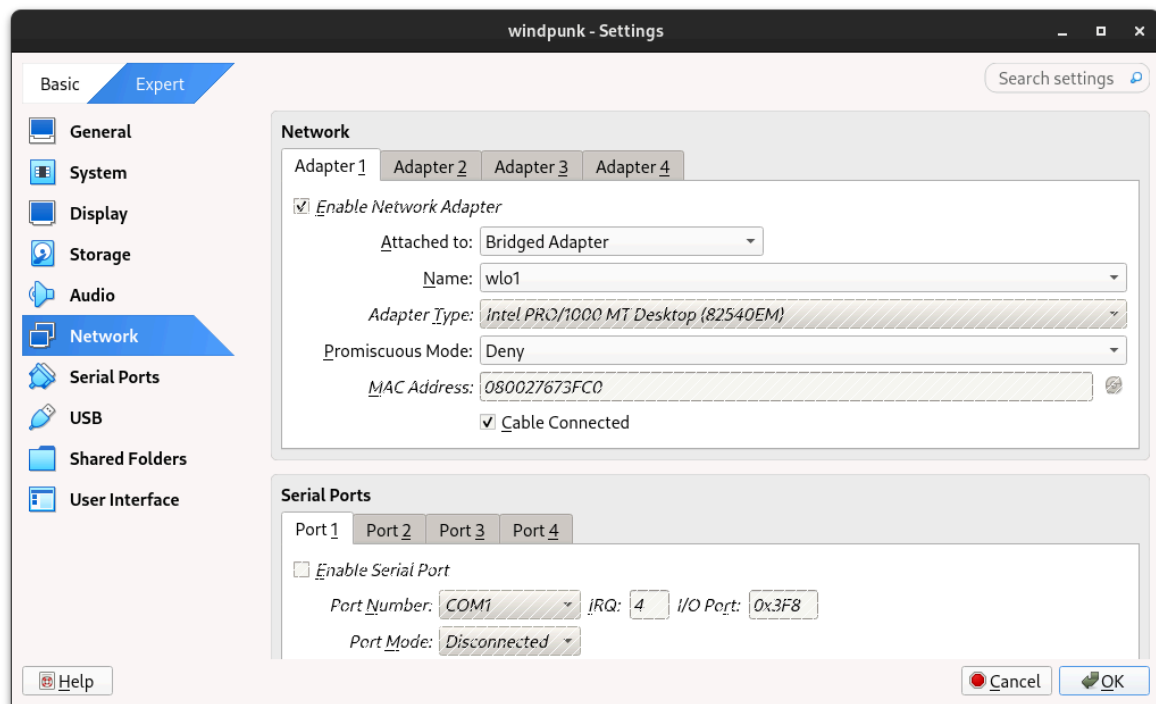 windpunk - Settings
Basic Expert
Search settings
General
System
Display
Storage
Audio
Network
Serial Ports
USB
Shared Folders
User Interface
Network
Adapter 1 Adapter 2 Adapter 3 Adapter 4
Enable Network Adapter
Attached to: Bridged Adapter
Name: wlo1
Adapter Type: Intel PRO/1000 MT Desktop (82540EM)
Promiscuous Mode: Deny
MAC Address: 080027673FC0
Cable Connected
Serial Ports
Port 1 Port 2 Port 3 Port 4
Enable Serial Port
Port Number: COM1 IRQ: 4 I/O Port: 0x3F8
Port Mode: Disconnected
Help Cancel OK